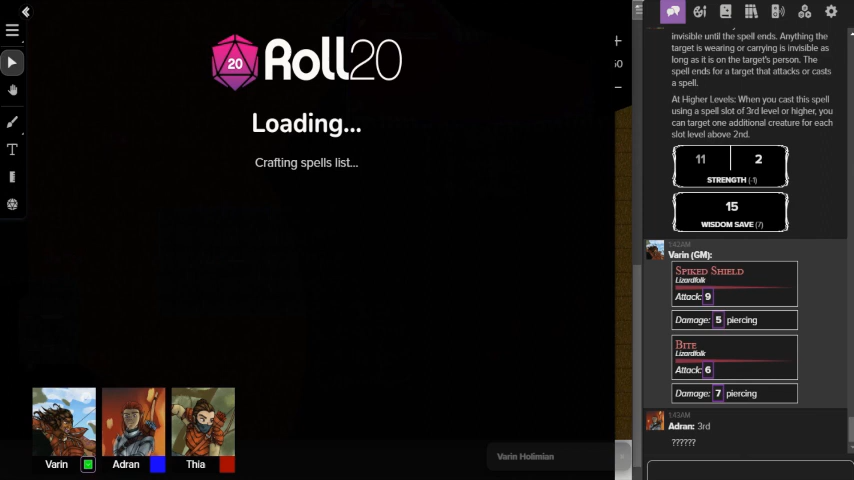 20
Roll20
Loading...
Crafting spells list...
Varin
Adran
Thia
Varin Holimian
invisible until the spell ends. Anything the
target is wearing or carrying is invisible as
long as it is on the target's person. The
spell ends for a target that attacks or casts
a spell.
At Higher Levels: When you cast this spell
using a spell slot of 3rd level or higher, you
can target one additional creature for each
slot level above 2nd.
11 2
STRENGTH (-1)
15
WISDOM SAVE (7)
1:42AM
Varin (GM):
SPIKED SHIELD
Lizardfolk
Attack: 9
Damage: 5 piercing
BITE
Lizardfolk
Attack: 6
Damage: 7 piercing
1:43AM
Adran: 3rd
??????